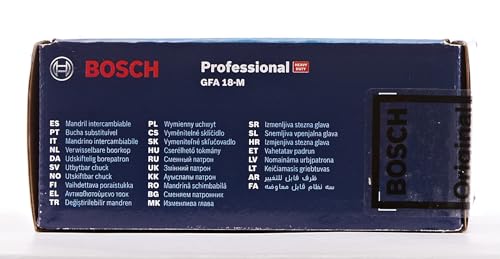 BOSCH
Professional HEAVY DUTY
GFA 18-M
ES Mandril intercambiable
PT Bucha substituível
IT Mandrino intercambiabile
NL Verwisselbare boorkop
DA Udskiftelig borepatron
SV Utbytbar chuck
NO Utskiftbar chuck
FI Vaihdettava poraistukka
EL Ανταλλακτικό τσοκ
TR Değiştirilebilir mandren
PL Wymienny uchwyt
CS Vyměnitelné sklíčidlo
SK Vymeniteľné skľučovadlo
HU Cserélhető tokmány
RU Сменный патрон
UK Змінний патрон
KK Ауыспалы патрон
RO Mandrină schimbabilă
BG Сменяем патронник
MK Изменлива глава
SR Izmenljiva stezna glava
SL Snemljiva vpenjalna glava
HR Izmjenljiva stezna glava
ET Vahetatav padrun
LV Nomaināma urbjpatrona
LT Keičiamasis griebtuvas
AR ظرف قابل للتغيير
FA سه نظام قابل معاوضه
BOSCH
Original